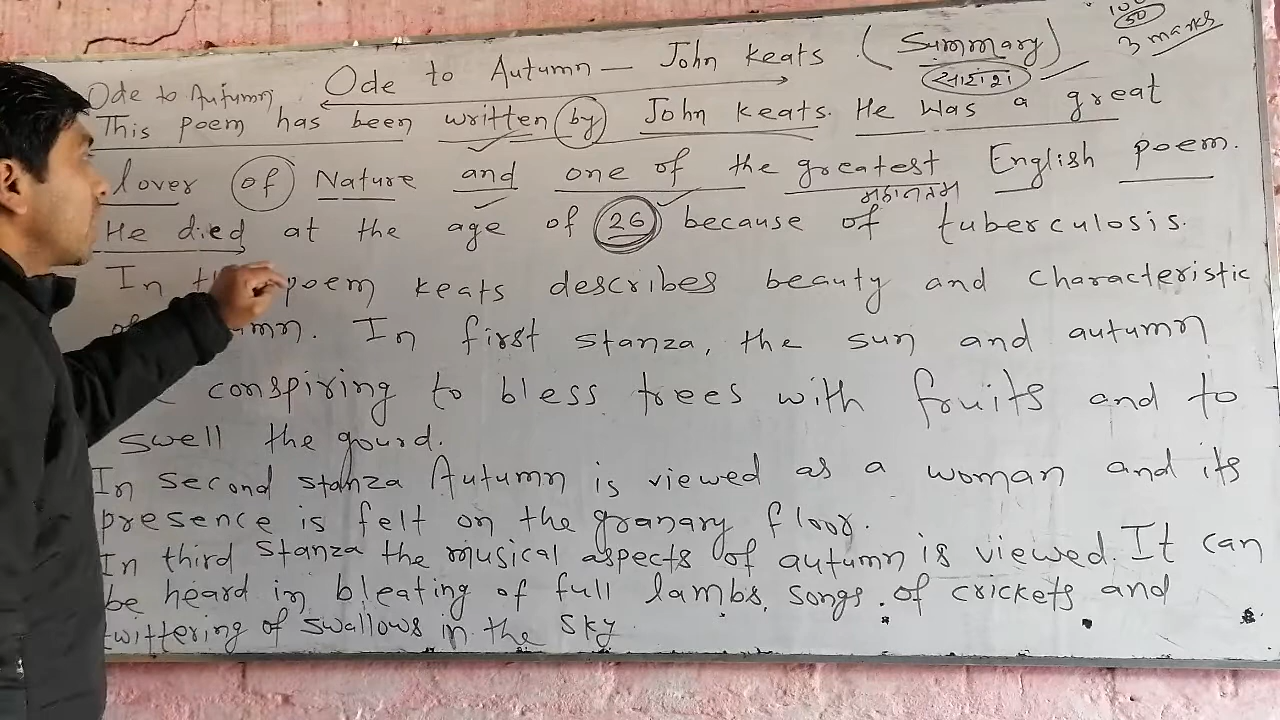 Ode to Autumn — John Keats (Summary)
सारांश
100
50
3 marks
Ode to Autumn
This poem has been written by John Keats. He was a great
lover of Nature and one of the greatest English poem.
महानतम
He died at the age of 26 because of tuberculosis.
In poem Keats describes beauty and characteristic
In first stanza, the sun and autumn
conspiring to bless trees with fruits and to
swell the gourd.
In second stanza Autumn is viewed as a woman and its
presence is felt on the granary floor.
In third stanza the musical aspects of autumn is viewed. It can
be heard in bleating of full lambs, songs of crickets and
twittering of swallows in the sky.